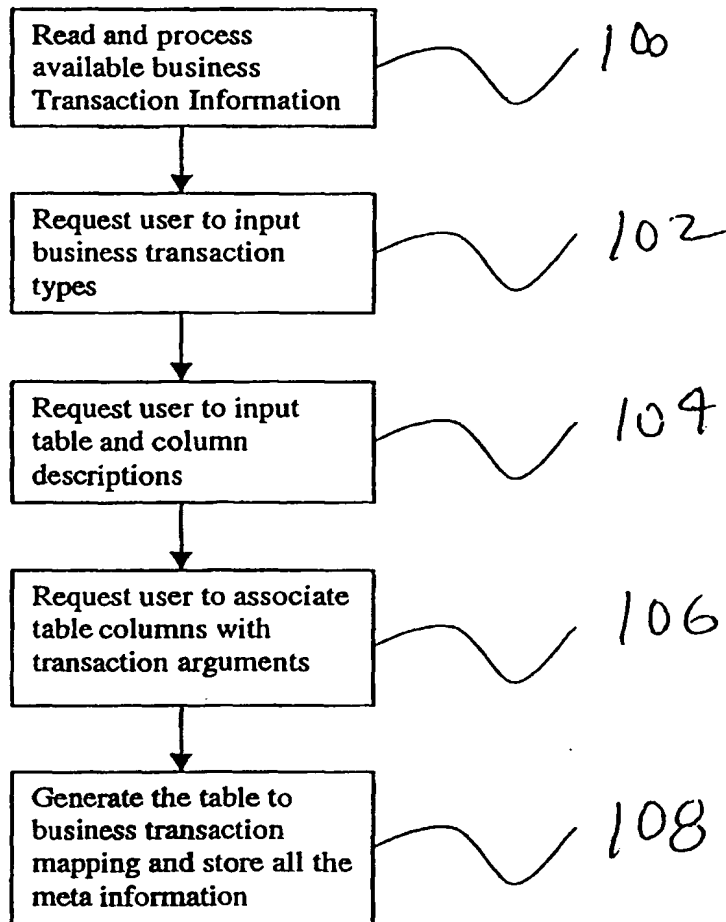 Read and process
available business
Transaction Information
100
Request user to input
business transaction
types
102
Request user to input
table and column
descriptions
104
Request user to associate
table columns with
transaction arguments
106
Generate the table to
business transaction
mapping and store all the
meta information
108